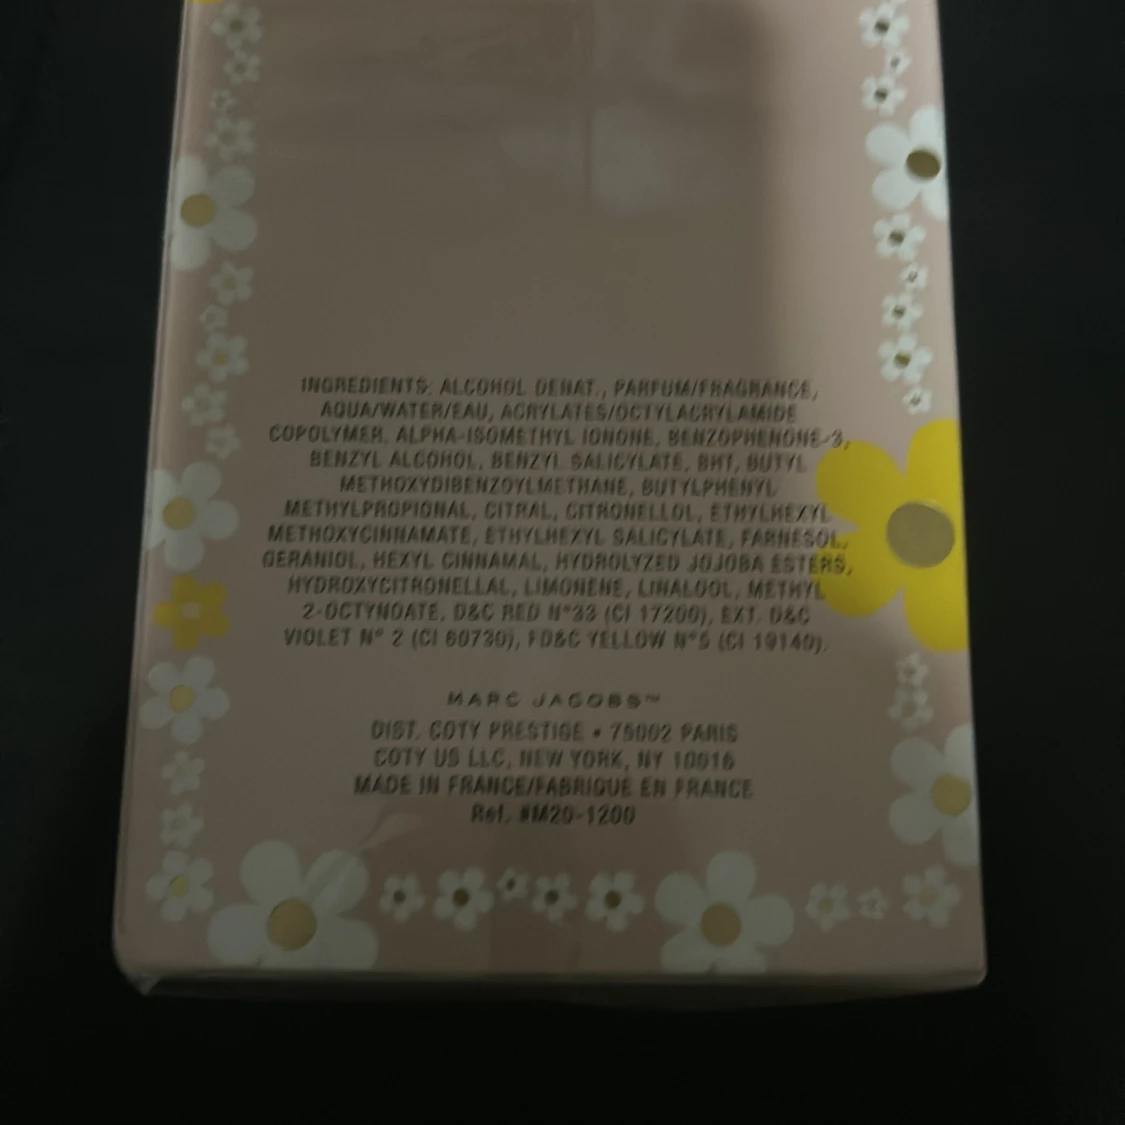 INGREDIENTS: ALCOHOL DENAT., PARFUM/FRAGRANCE,
AQUA/WATER/EAU, ACRYLATES/OCTYLACRYLAMIDE
COPOLYMER, ALPHA-ISOMETHYL IONONE, BENZOPHENONE-3,
BENZYL ALCOHOL, BENZYL SALICYLATE, BHT, BUTYL
METHOXYDIBENZOYLMETHANE, BUTYLPHENYL
METHYLPROPIONAL, CITRAL, CITRONELLOL, ETHYLHEXYL
METHOXYCINNAMATE, ETHYLHEXYL SALICYLATE, FARNESOL,
GERANIOL, HEXYL CINNAMAL, HYDROLYZED JOJOBA ESTERS,
HYDROXYCITRONELLAL, LIMONENE, LINALOOL, METHYL
2-OCTYNOATE, D&C RED N°33 (CI 17200), EXT. D&C
VIOLET N° 2 (CI 60730), FD&C YELLOW N°5 (CI 19140).
MARC JACOBS™
DIST. COTY PRESTIGE • 75002 PARIS
COTY US LLC, NEW YORK, NY 10016
MADE IN FRANCE/FABRIQUE EN FRANCE
Ref. #M20-1200